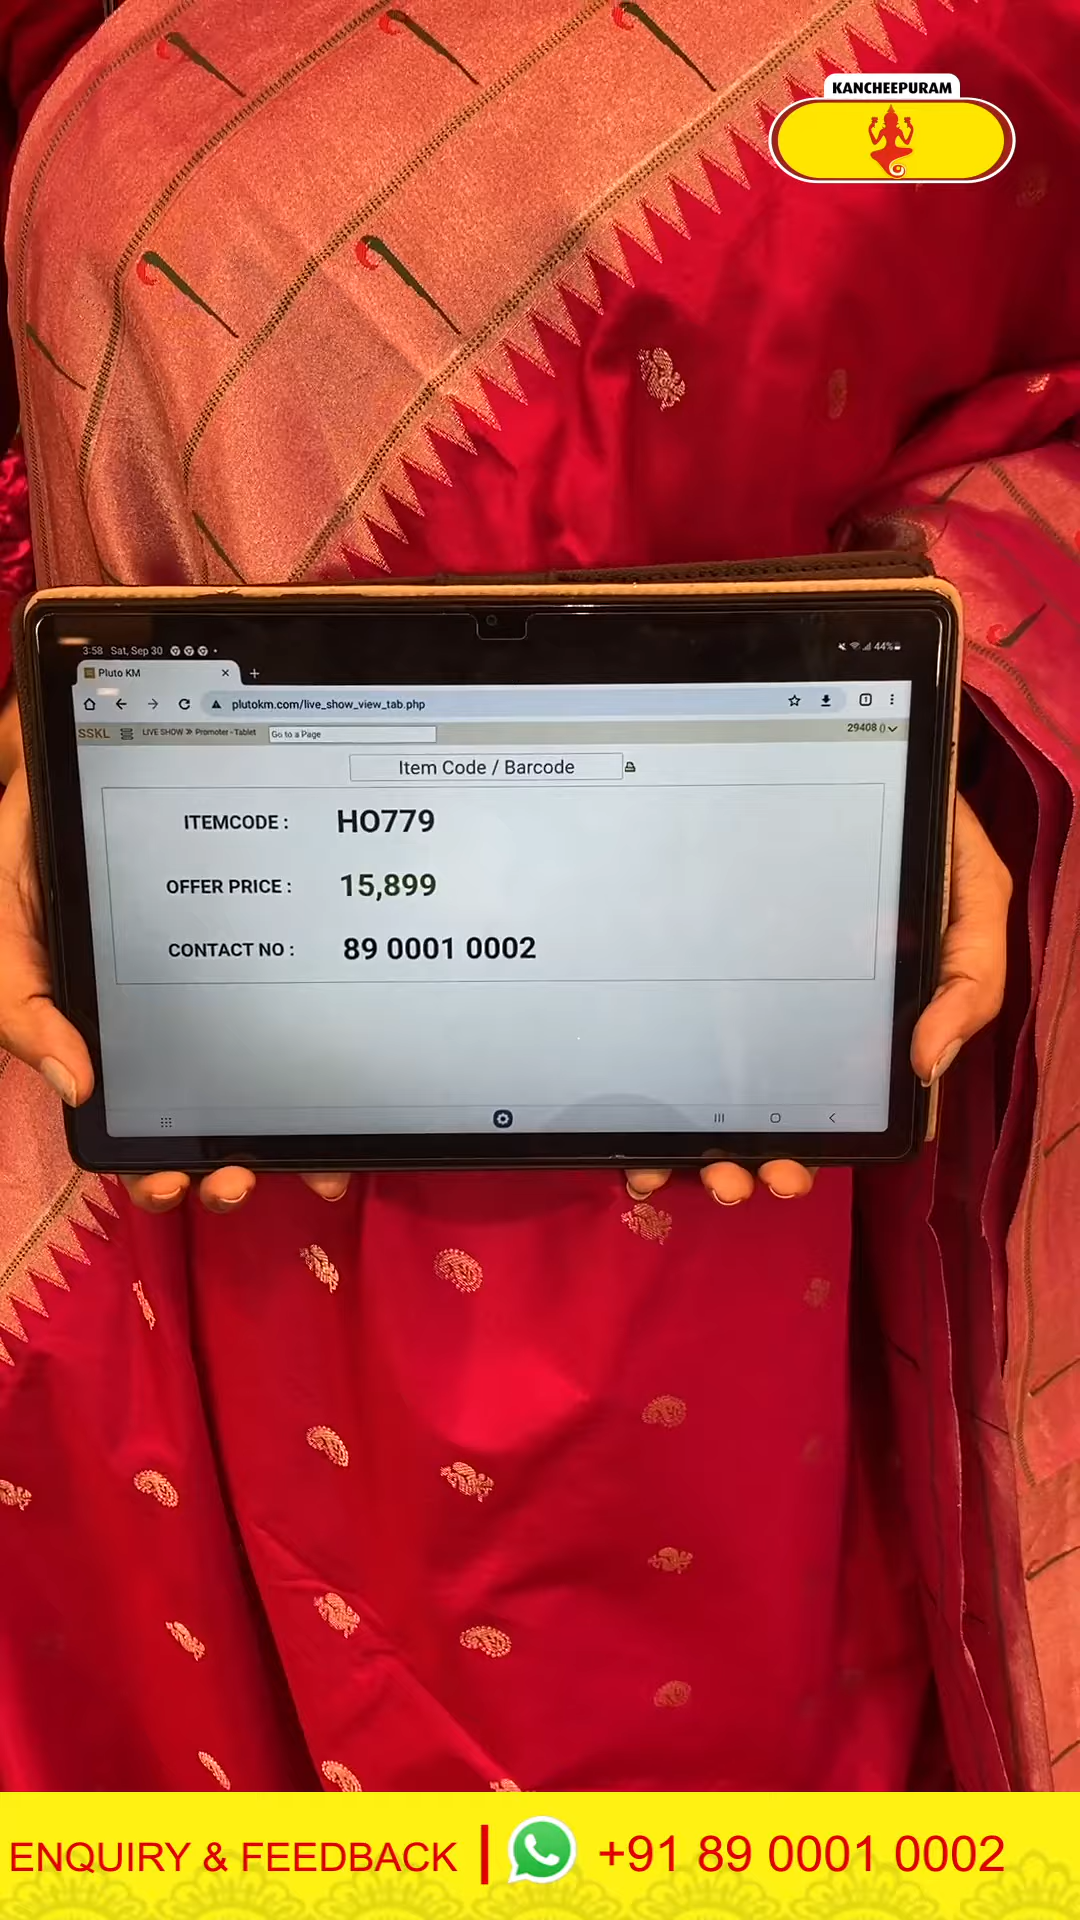 KANCHEEPURAM
3:58 Sat, Sep 30
44%
Pluto KM
plutokm.com/live_show_view_tab.php
SSKL LIVE SHOW » Promoter - Tablet Go to a Page 29408 ()
Item Code / Barcode
ITEMCODE : HO779
OFFER PRICE : 15,899
CONTACT NO : 89 0001 0002
ENQUIRY & FEEDBACK | +91 89 0001 0002